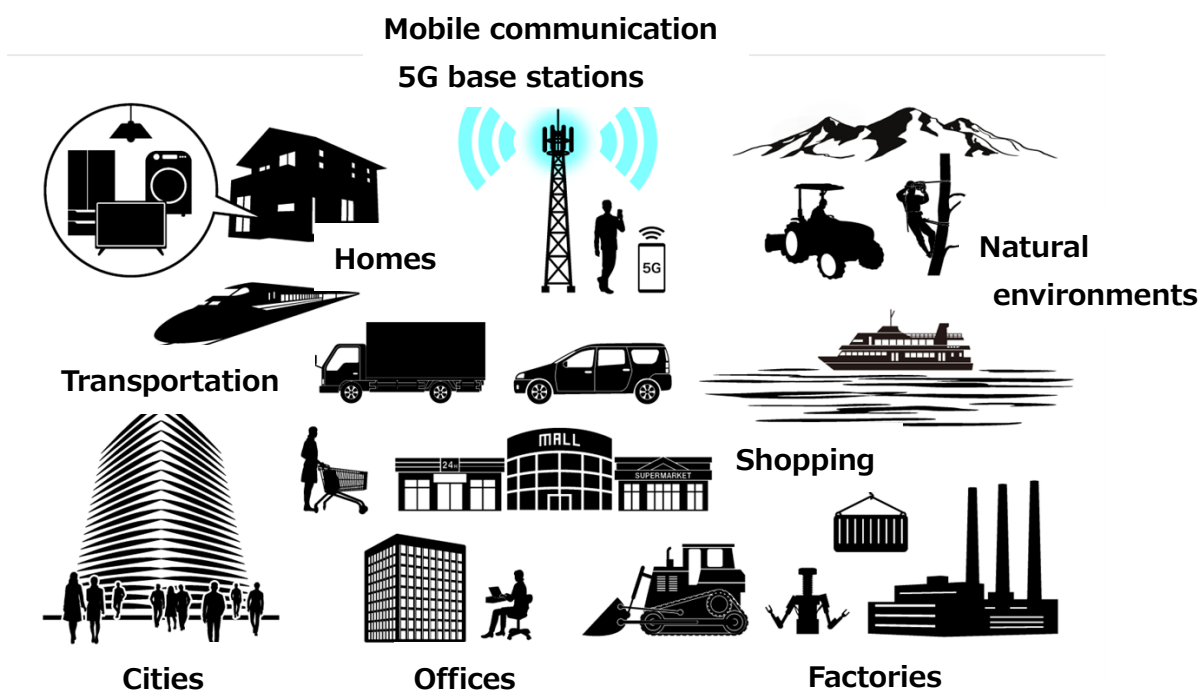 Mobile communication
5G base stations
Homes
5G
Natural
environments
Transportation
24H
MALL
SUPERMARKET
Shopping
Cities
Offices
Factories